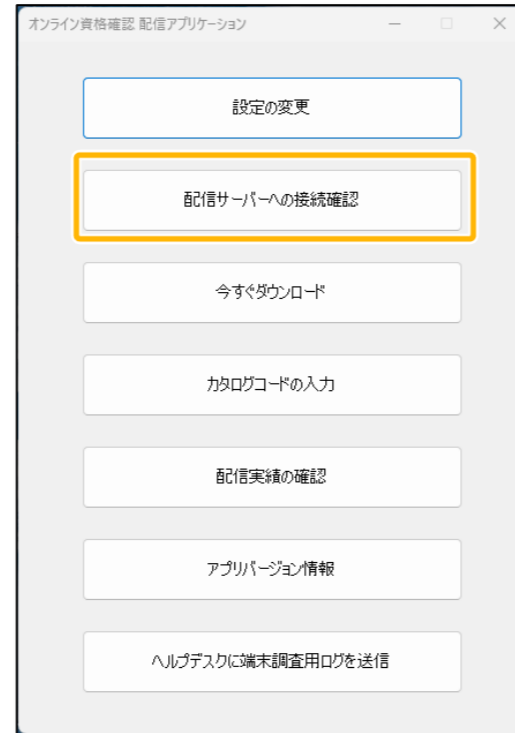 オンライン資格確認 配信アプリケーション
設定の変更
配信サーバーへの接続確認
今すぐダウンロード
カタログコードの入力
配信実績の確認
アプリバージョン情報
ヘルプデスクに端末調査用ログを送信